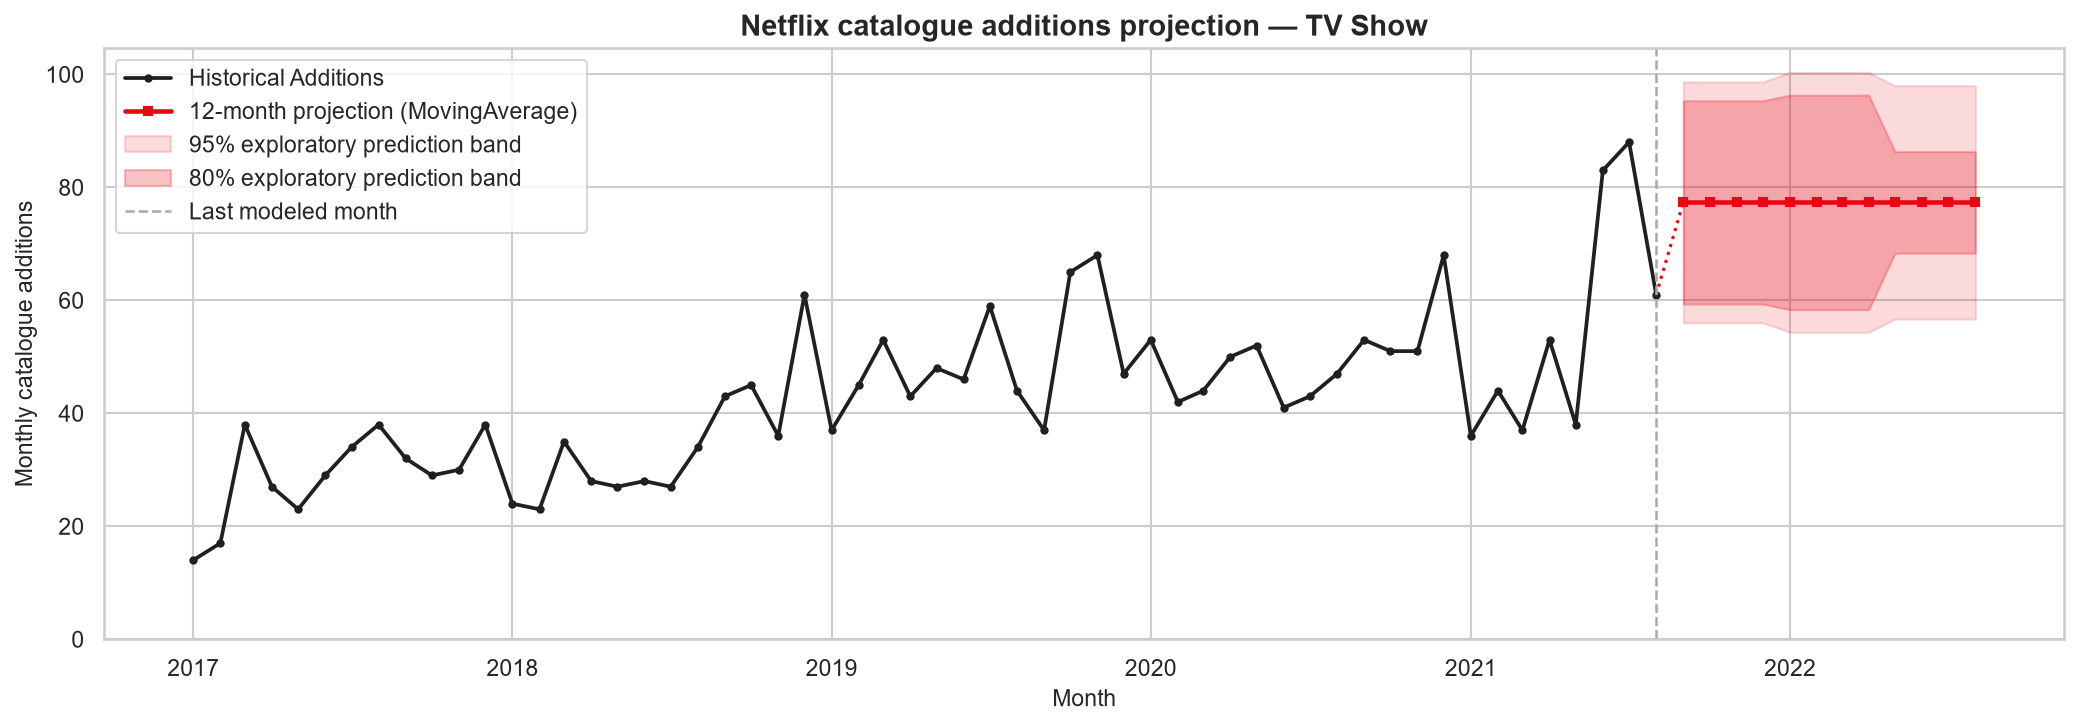 Netflix catalogue additions projection — TV Show
Historical Additions
12-month projection (MovingAverage)
95% exploratory prediction band
80% exploratory prediction band
Last modeled month
Monthly catalogue additions
100
80
60
40
20
0
2017 2018 2019 2020 2021 2022
Month